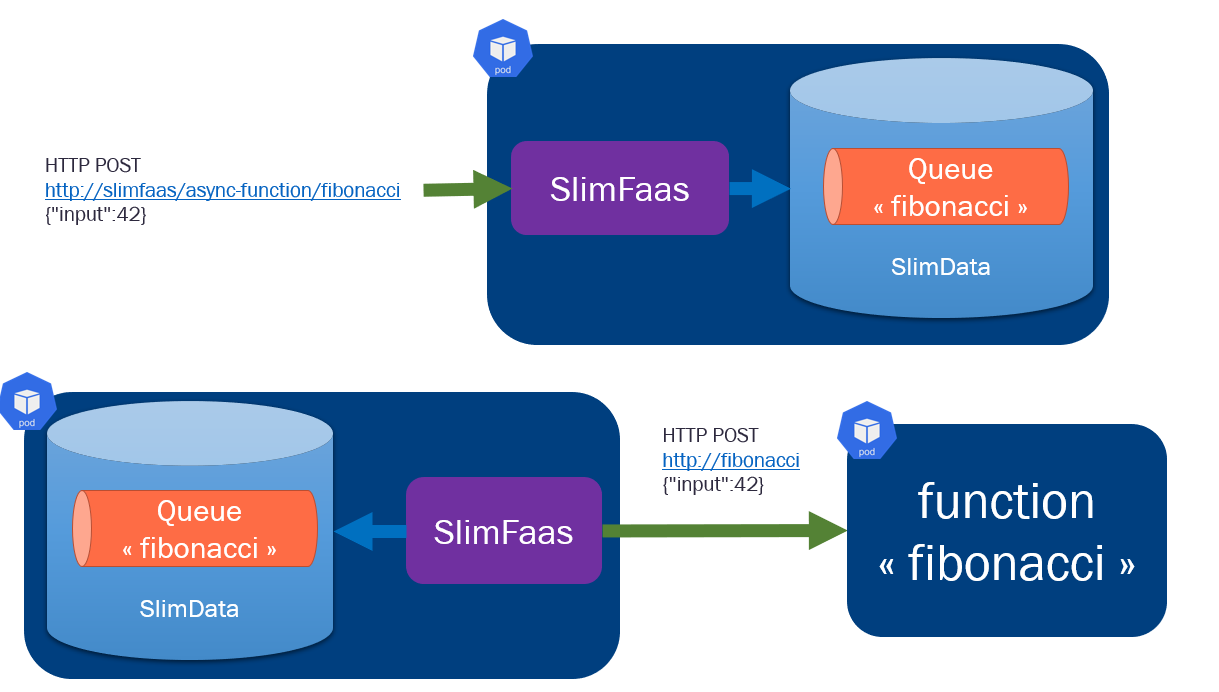 pod
HTTP POST
http://slimfaas/async-function/fibonacci
{"input":42}
SlimFaas
Queue
« fibonacci »
SlimData
pod
Queue
« fibonacci »
SlimData
SlimFaas
HTTP POST
http://fibonacci
{"input":42}
pod
function
« fibonacci »